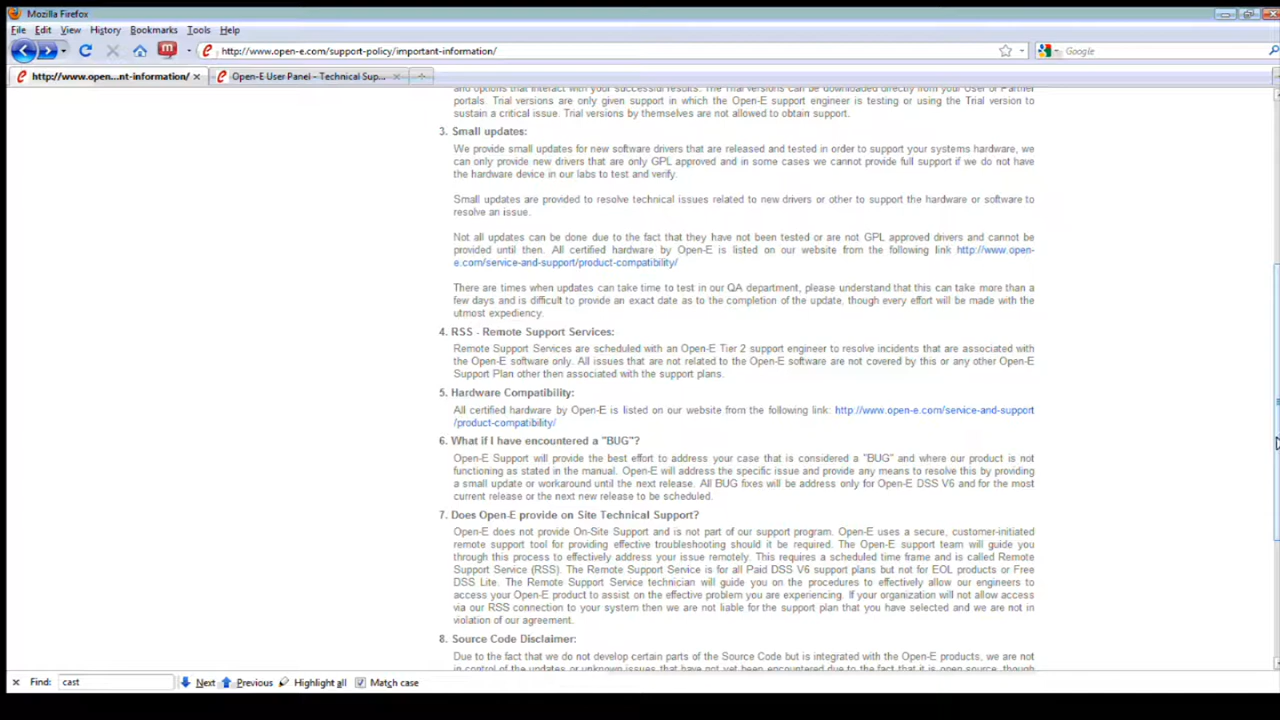 Mozilla Firefox
File Edit View History Bookmarks Tools Help
http://www.open-e.com/support-policy/important-information/
Google
http://www.open...nt-information/
Open-E User Panel - Technical Sup...
and options that interact with your successful results. The Trial versions can be downloaded directly from your User or Partner
portals. Trial versions are only given support in which the Open-E support engineer is testing or using the Trial version to
sustain a critical issue. Trial versions by themselves are not allowed to obtain support.
3. Small updates:
We provide small updates for new software drivers that are released and tested in order to support your systems hardware, we
can only provide new drivers that are only GPL approved and in some cases we cannot provide full support if we do not have
the hardware device in our labs to test and verify.
Small updates are provided to resolve technical issues related to new drivers or other to support the hardware or software to
resolve an issue.
Not all updates can be done due to the fact that they have not been tested or are not GPL approved drivers and cannot be
provided until then. All certified hardware by Open-E is listed on our website from the following link http://www.open-
e.com/service-and-support/product-compatibility/
There are times when updates can take time to test in our QA department, please understand that this can take more than a
few days and is difficult to provide an exact date as to the completion of the update, though every effort will be made with the
utmost expediency.
4. RSS - Remote Support Services:
Remote Support Services are scheduled with an Open-E Tier 2 support engineer to resolve incidents that are associated with
the Open-E software only. All issues that are not related to the Open-E software are not covered by this or any other Open-E
Support Plan other then associated with the support plans.
5. Hardware Compatibility:
All certified hardware by Open-E is listed on our website from the following link: http://www.open-e.com/service-and-support
/product-compatibility/
6. What if I have encountered a "BUG"?
Open-E Support will provide the best effort to address your case that is considered a "BUG" and where our product is not
functioning as stated in the manual. Open-E will address the specific issue and provide any means to resolve this by providing
a small update or workaround until the next release. All BUG fixes will be address only for Open-E DSS V6 and for the most
current release or the next new release to be scheduled.
7. Does Open-E provide on Site Technical Support?
Open-E does not provide On-Site Support and is not part of our support program. Open-E uses a secure, customer-initiated
remote support tool for providing effective troubleshooting should it be required. The Open-E support team will guide you
through this process to effectively address your issue remotely. This requires a scheduled time frame and is called Remote
Support Service (RSS). The Remote Support Service is for all Paid DSS V6 support plans but not for EOL products or Free
DSS Lite. The Remote Support Service technician will guide you on the procedures to effectively allow our engineers to
access your Open-E product to assist on the effective problem you are experiencing. If your organization will not allow access
via our RSS connection to your system then we are not liable for the support plan that you have selected and we are not in
violation of our agreement.
8. Source Code Disclaimer:
Due to the fact that we do not develop certain parts of the Source Code but is integrated with the Open-E products, we are not
in control of the updates or unknown issues that have not yet been encountered due to the fact that it is open source, though
Find: cast Next Previous Highlight all Match case